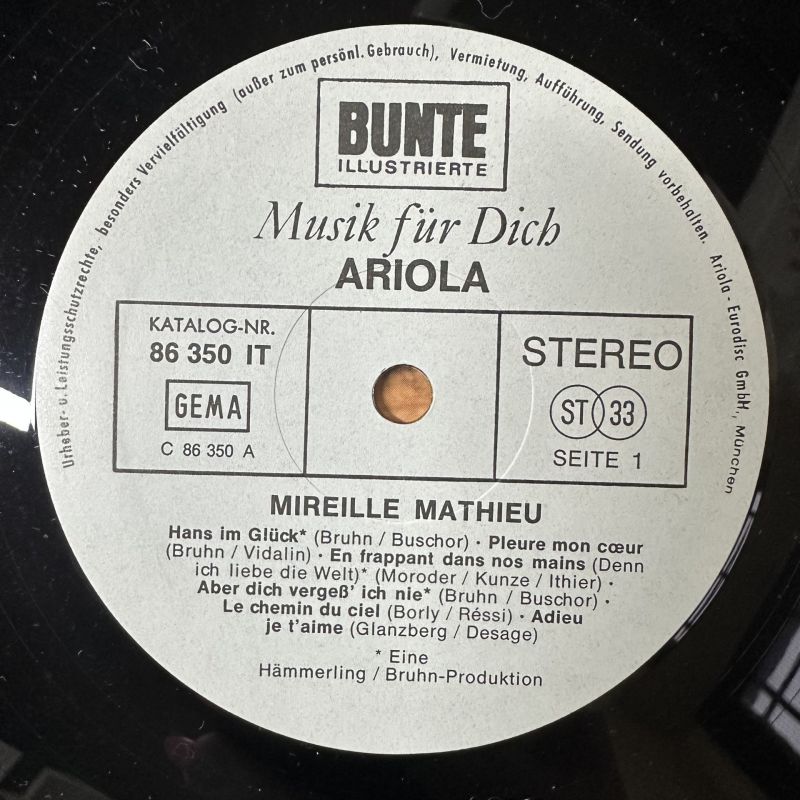 Urheber- u. Leistungsschutzrechte, besonders Vervielfältigung (außer zum persönl. Gebrauch), Vermietung, Aufführung, Sendung vorbehalten. Ariola-Eurodisc GmbH., München
BUNTE
ILLUSTRIERTE
Musik für Dich
ARIOLA
KATALOG-NR.
86 350 IT
GEMA
C 86 350 A
STEREO
ST 33
SEITE 1
MIREILLE MATHIEU
Hans im Glück* (Bruhn / Buschor) · Pleure mon cœur
(Bruhn / Vidalin) · En frappant dans nos mains (Denn
ich liebe die Welt)* (Moroder / Kunze / Ithier) ·
Aber dich vergeß' ich nie* (Bruhn / Buschor) ·
Le chemin du ciel (Borly / Réssi) · Adieu
je t'aime (Glanzberg / Desage)
* Eine
Hämmerling / Bruhn-Produktion